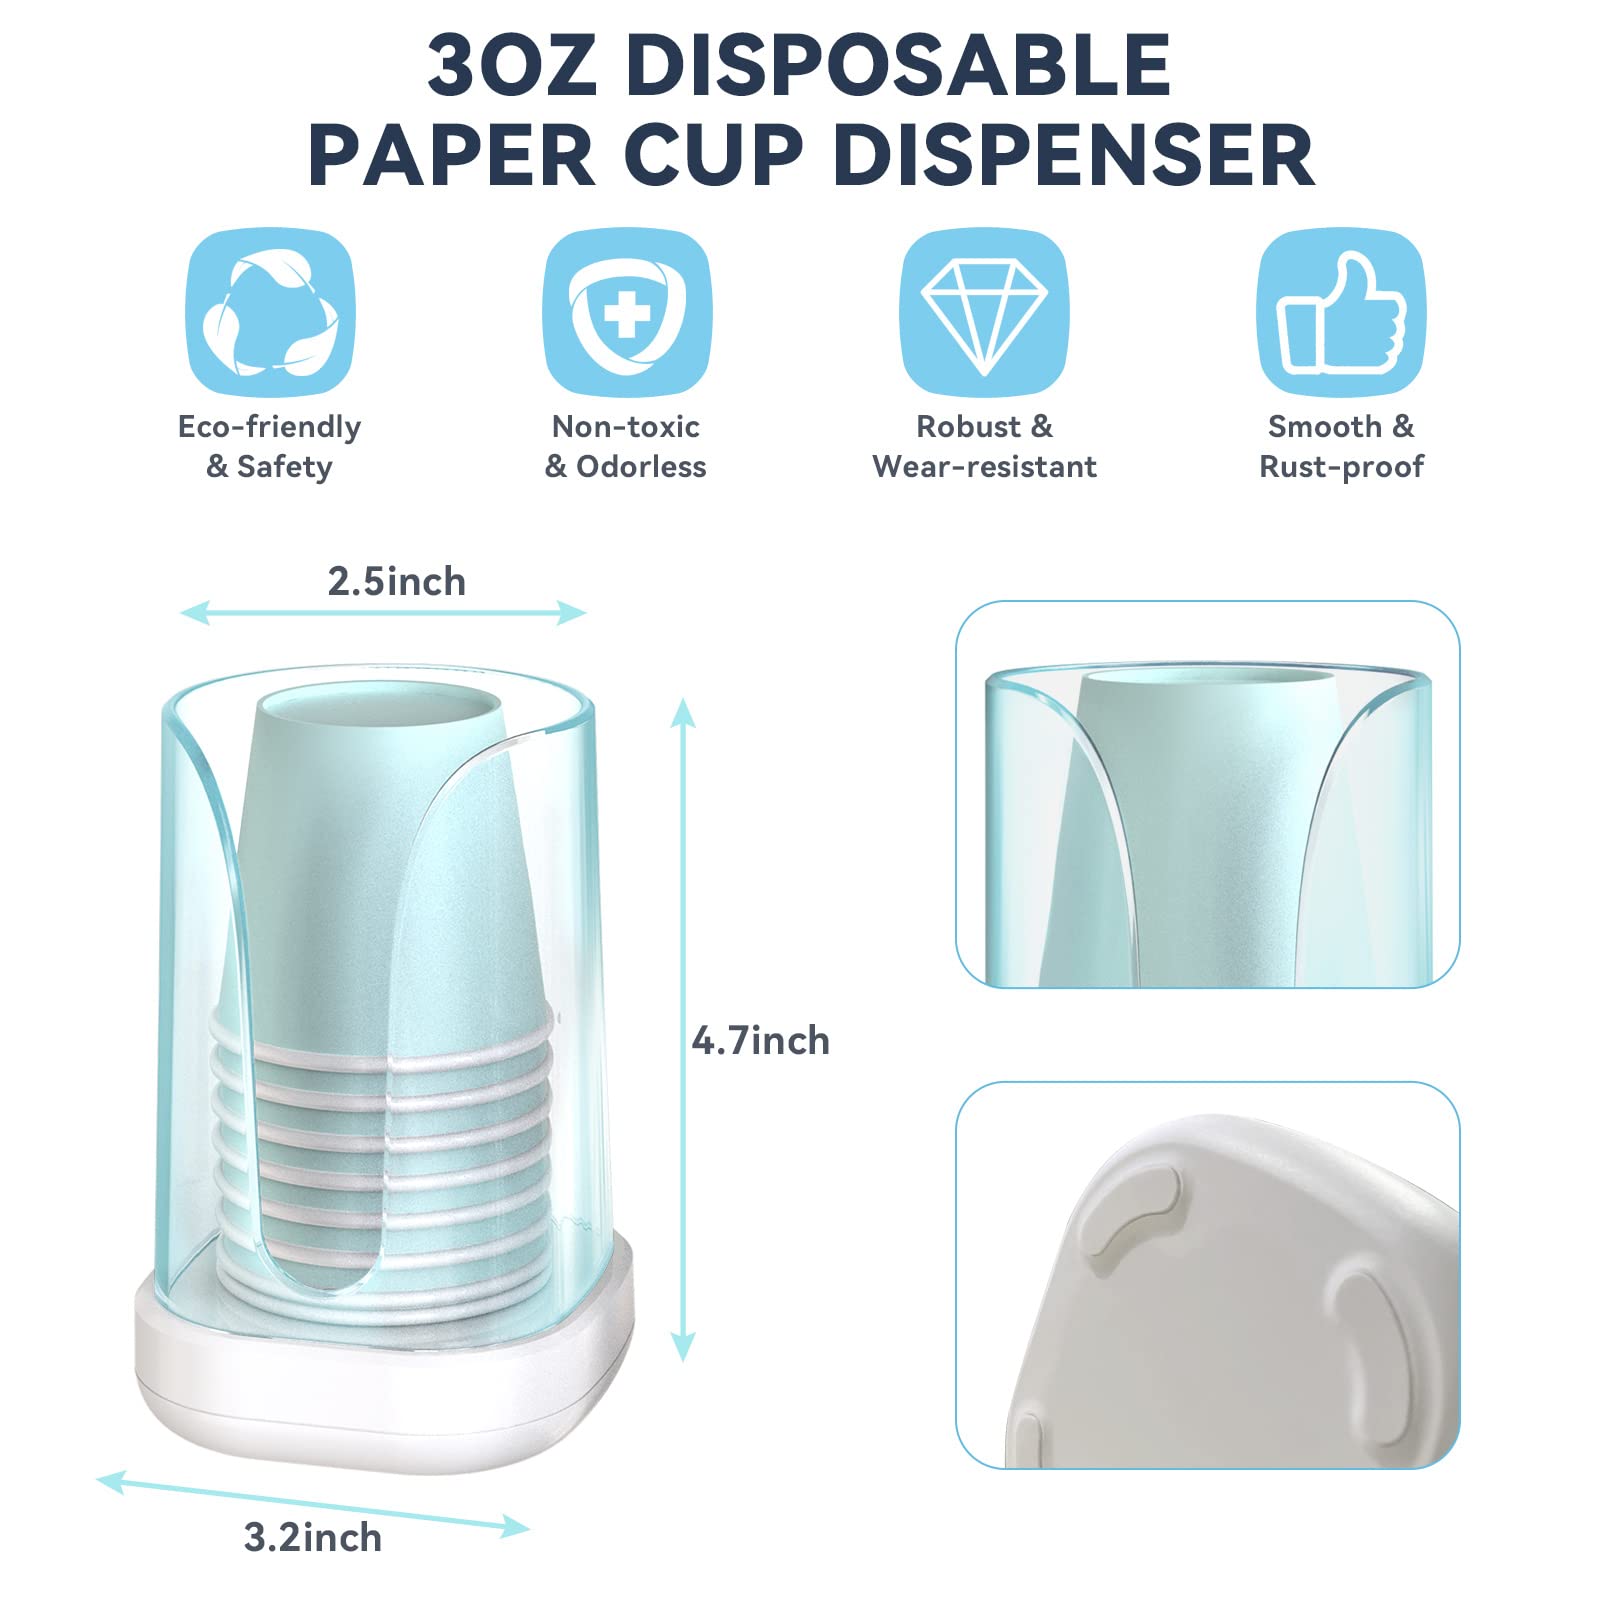 3OZ DISPOSABLE
PAPER CUP DISPENSER
Eco-friendly
& Safety
Non-toxic
& Odorless
Robust &
Wear-resistant
Smooth &
Rust-proof
2.5inch
4.7inch
3.2inch